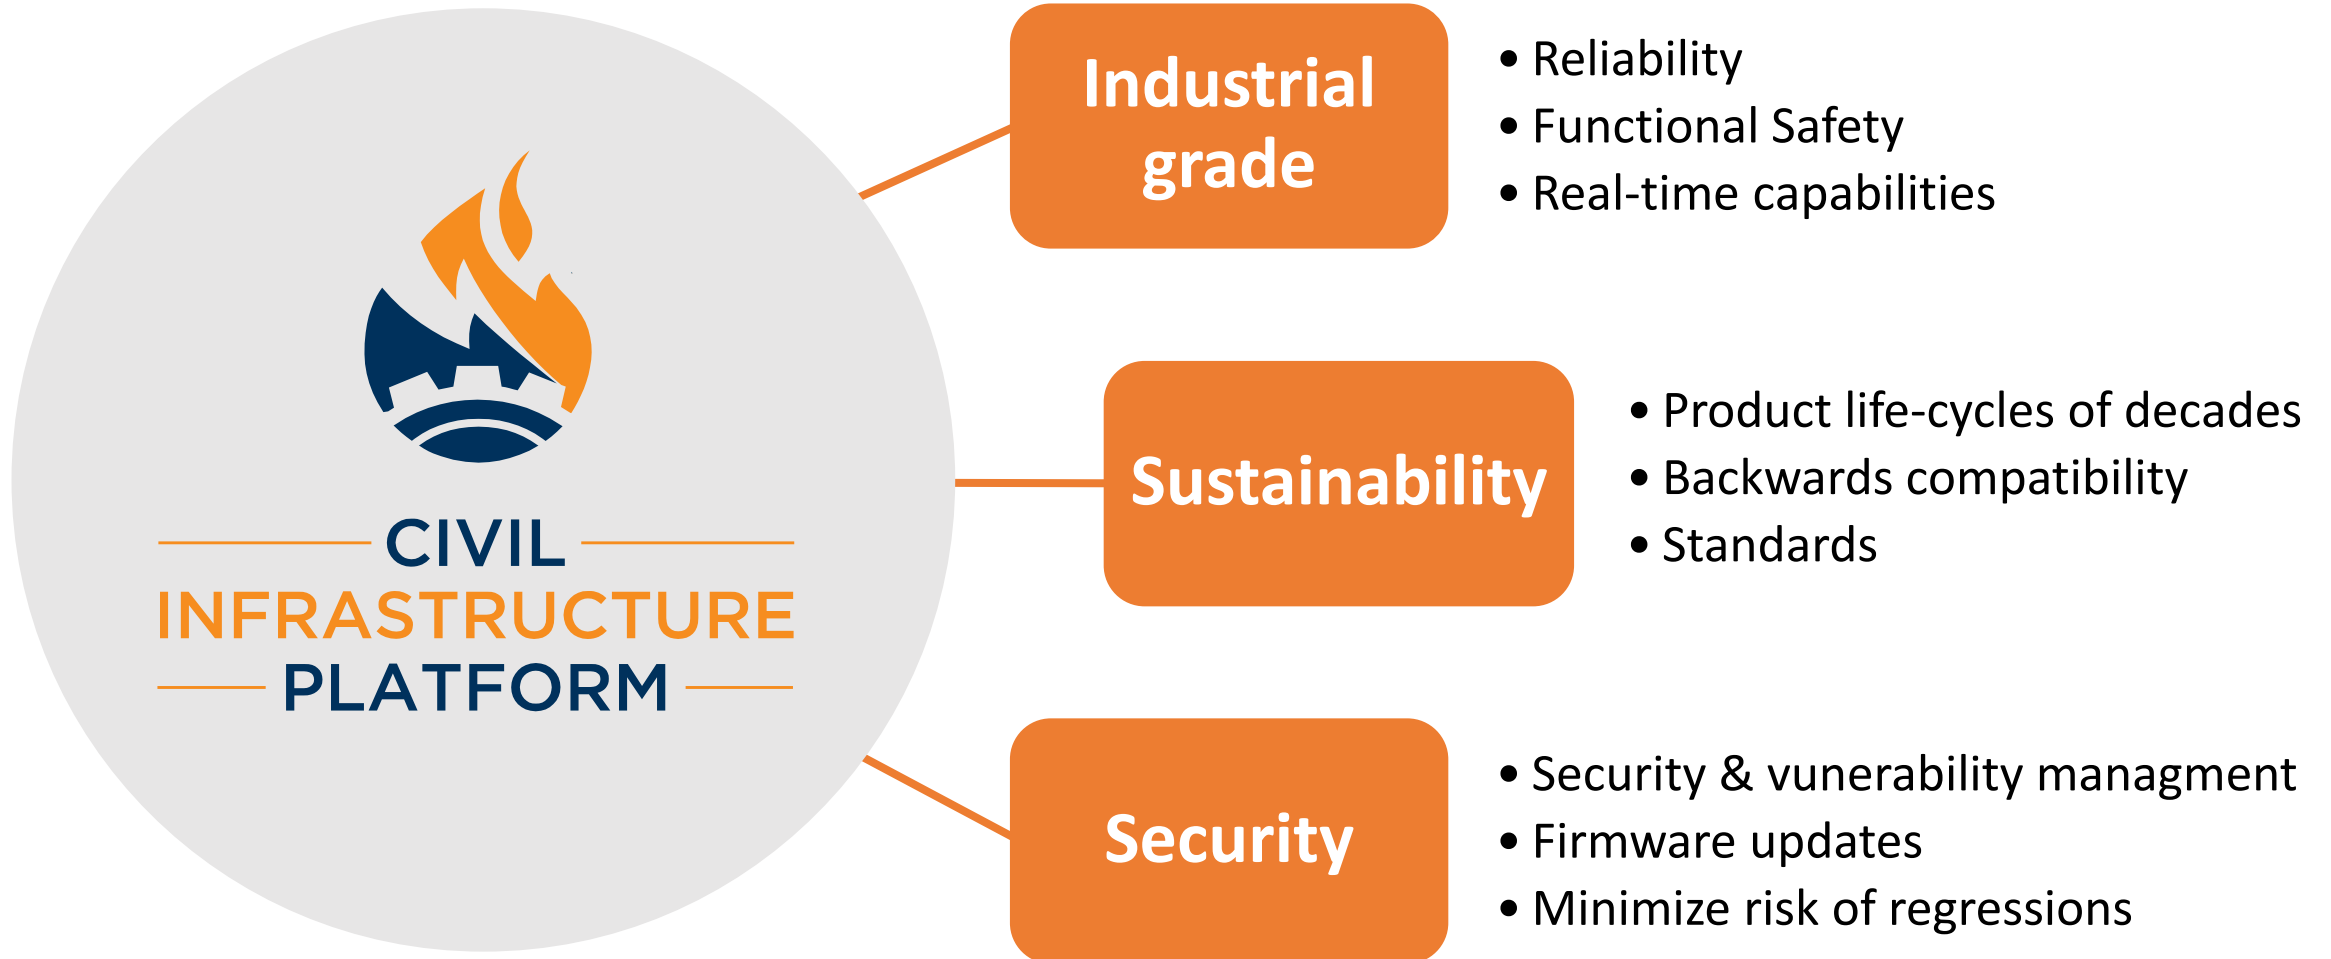 CIVIL
INFRASTRUCTURE
PLATFORM
Industrial
grade
• Reliability
• Functional Safety
• Real-time capabilities
Sustainability
• Product life-cycles of decades
• Backwards compatibility
• Standards
Security
• Security & vunerability managment
• Firmware updates
• Minimize risk of regressions